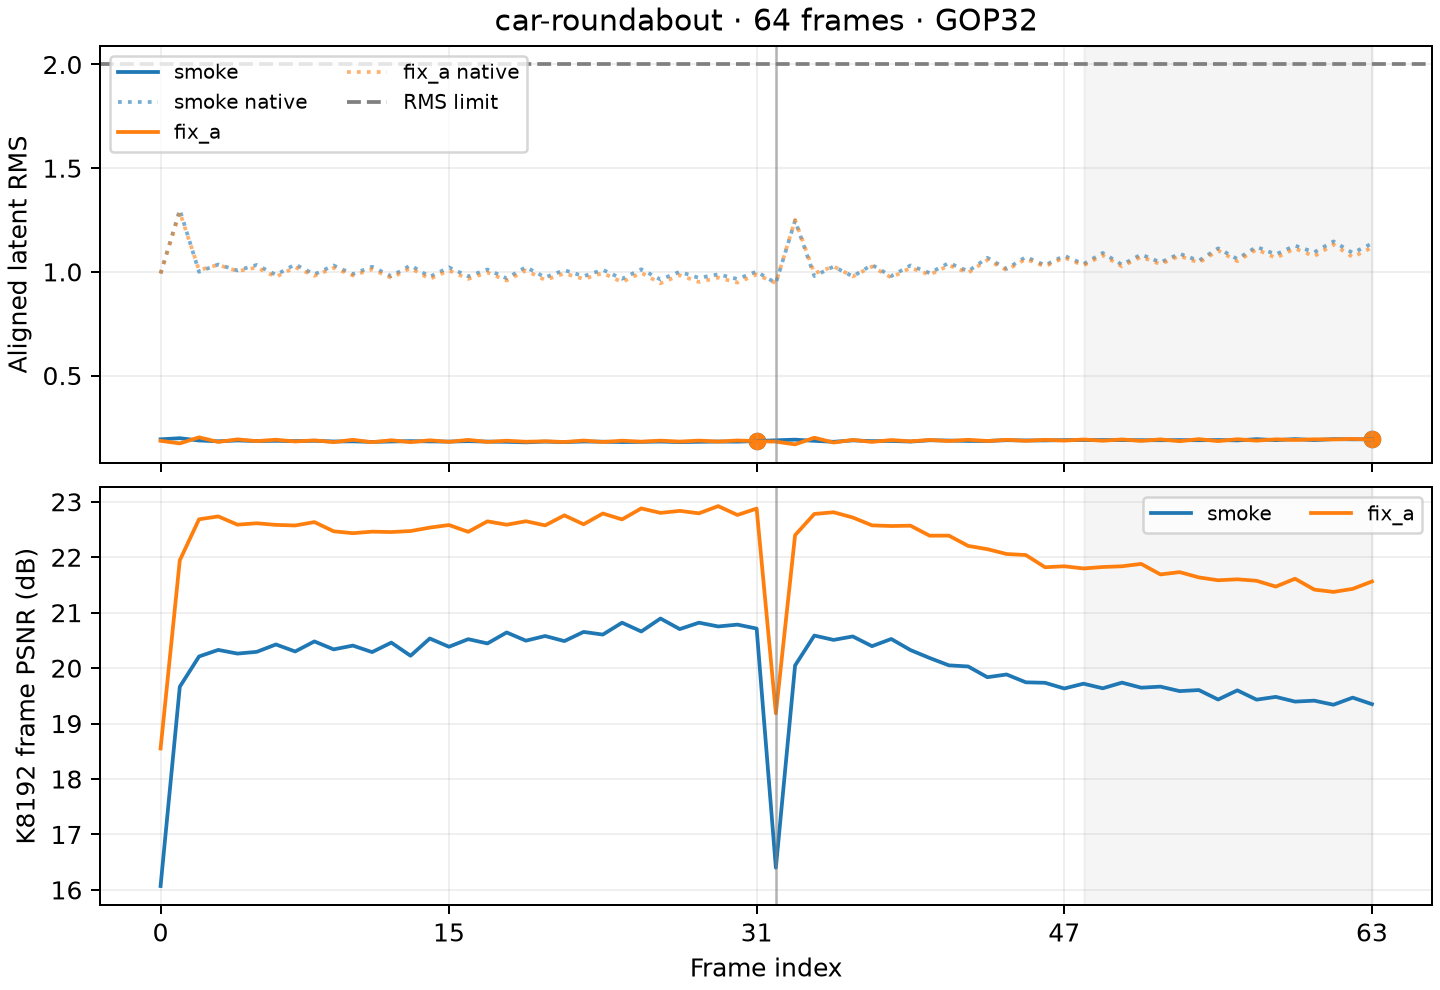 car-roundabout · 64 frames · GOP32
Aligned latent RMS
2.0
1.5
1.0
0.5
smoke
smoke native
fix_a
fix_a native
RMS limit
K8192 frame PSNR (dB)
23
22
21
20
19
18
17
16
smoke
fix_a
0
15
31
47
63
Frame index